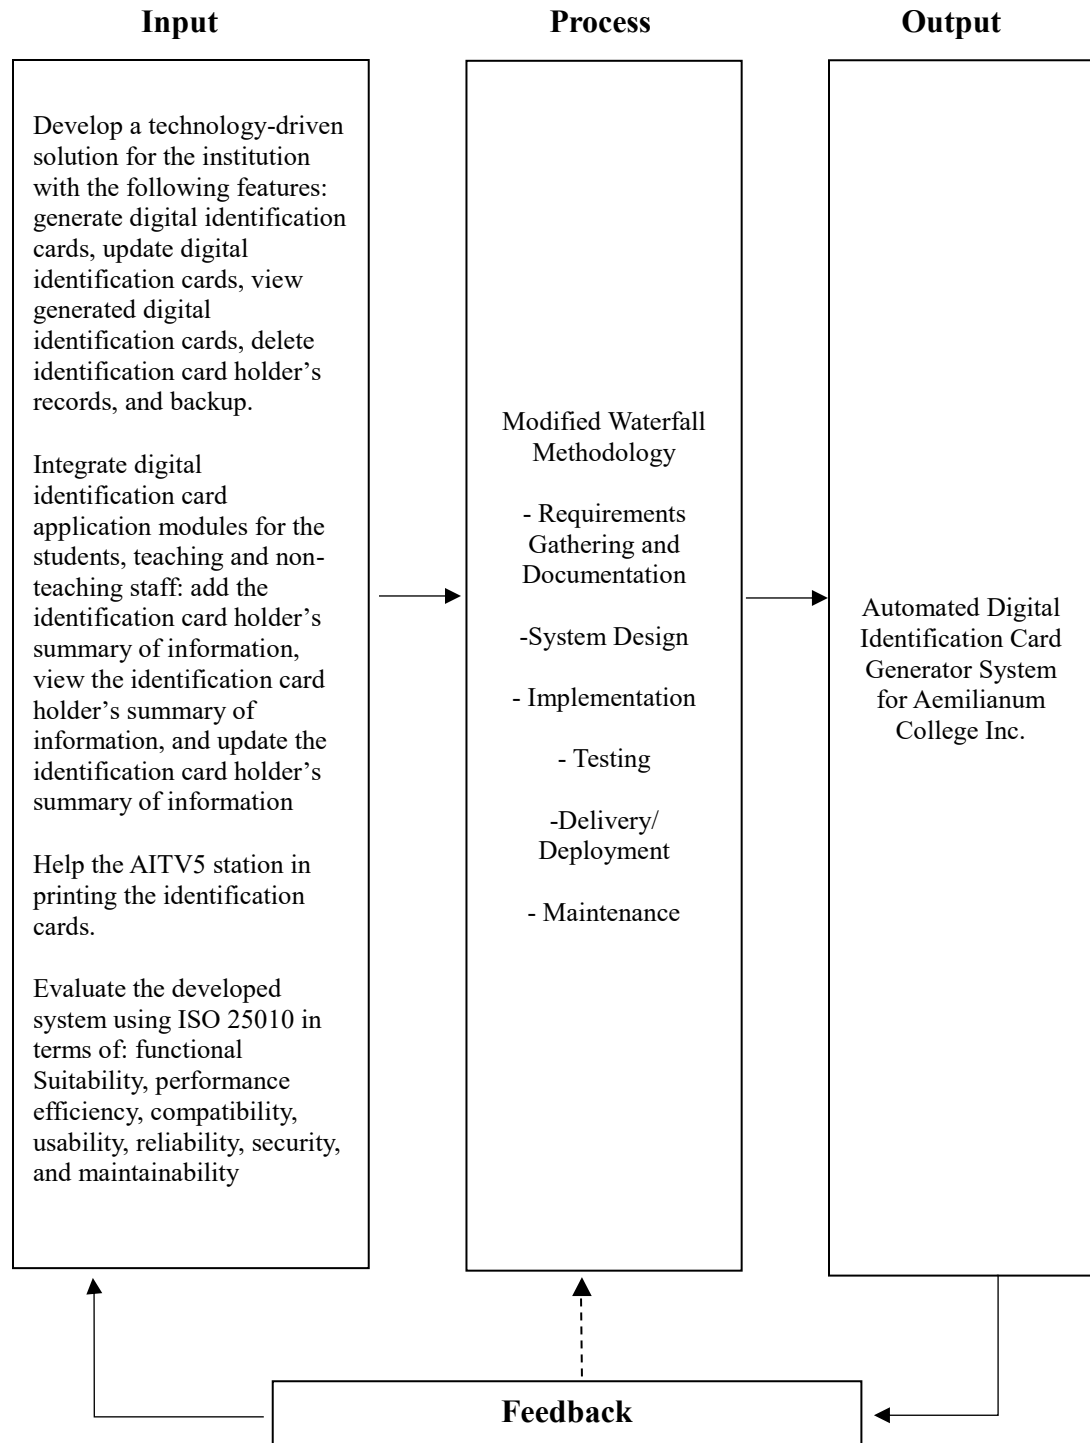 Input
Process
Output
Develop a technology-driven
solution for the institution
with the following features:
generate digital identification
cards, update digital
identification cards, view
generated digital
identification cards, delete
identification card holder’s
records, and backup.
Integrate digital
identification card
application modules for the
students, teaching and non-
teaching staff: add the
identification card holder’s
summary of information,
view the identification card
holder’s summary of
information, and update the
identification card holder’s
summary of information
Help the AITV5 station in
printing the identification
cards.
Evaluate the developed
system using ISO 25010 in
terms of: functional
Suitability, performance
efficiency, compatibility,
usability, reliability, security,
and maintainability
Modified Waterfall
Methodology
- Requirements
Gathering and
Documentation
-System Design
- Implementation
- Testing
-Delivery/
Deployment
- Maintenance
Automated Digital
Identification Card
Generator System
for Aemilianum
College Inc.
Feedback